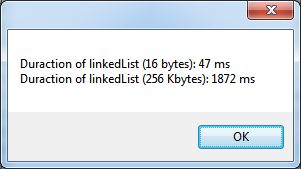 Duraction of linkedList (16 bytes): 47 ms
Duraction of linkedList (256 Kbytes): 1872 ms
OK